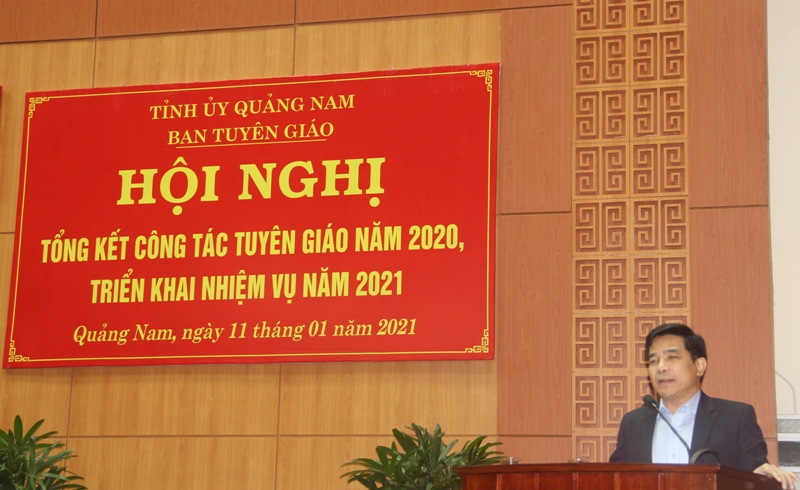 TỈNH ỦY QUẢNG NAM
BAN TUYÊN GIÁO
HỘI NGHỊ
TỔNG KẾT CÔNG TÁC TUYÊN GIÁO NĂM 2020,
TRIỂN KHAI NHIỆM VỤ NĂM 2021
Quảng Nam, ngày 11 tháng 01 năm 2021